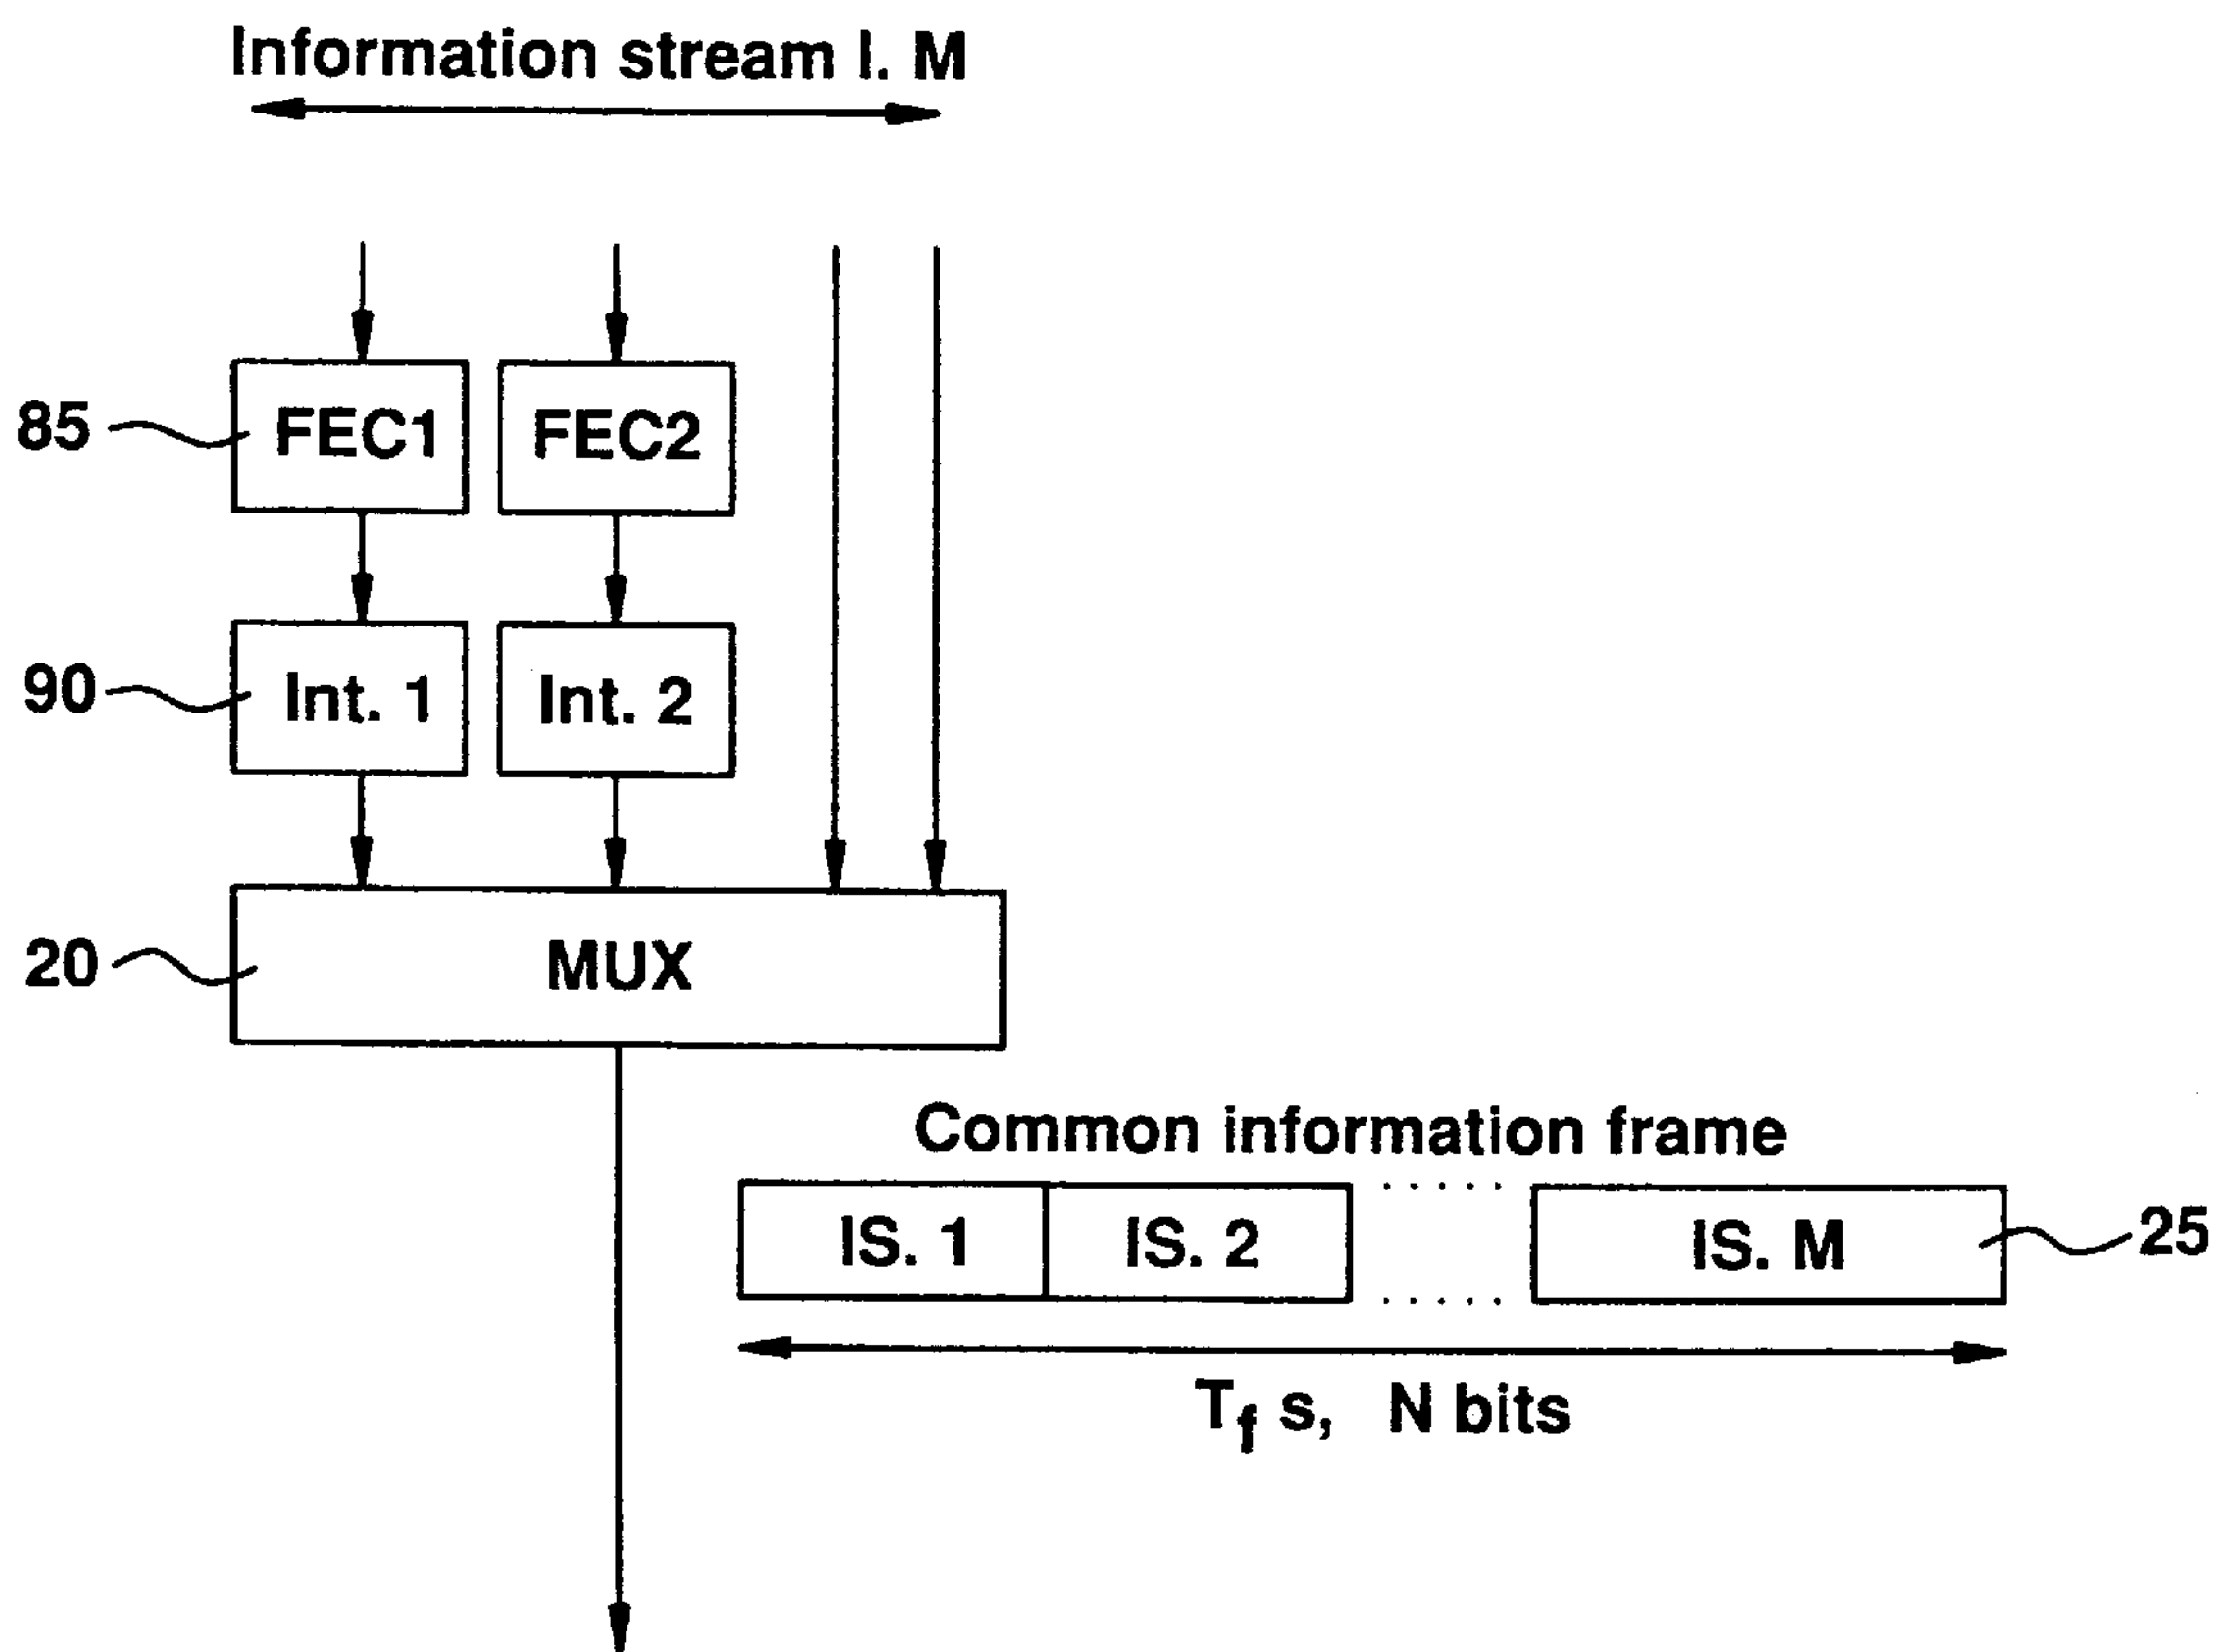 Information stream I. M
85
FEC1
FEC2
90
Int. 1
Int. 2
20
MUX
Common information frame
IS. 1
IS. 2
IS. M
25
Tf s, N bits